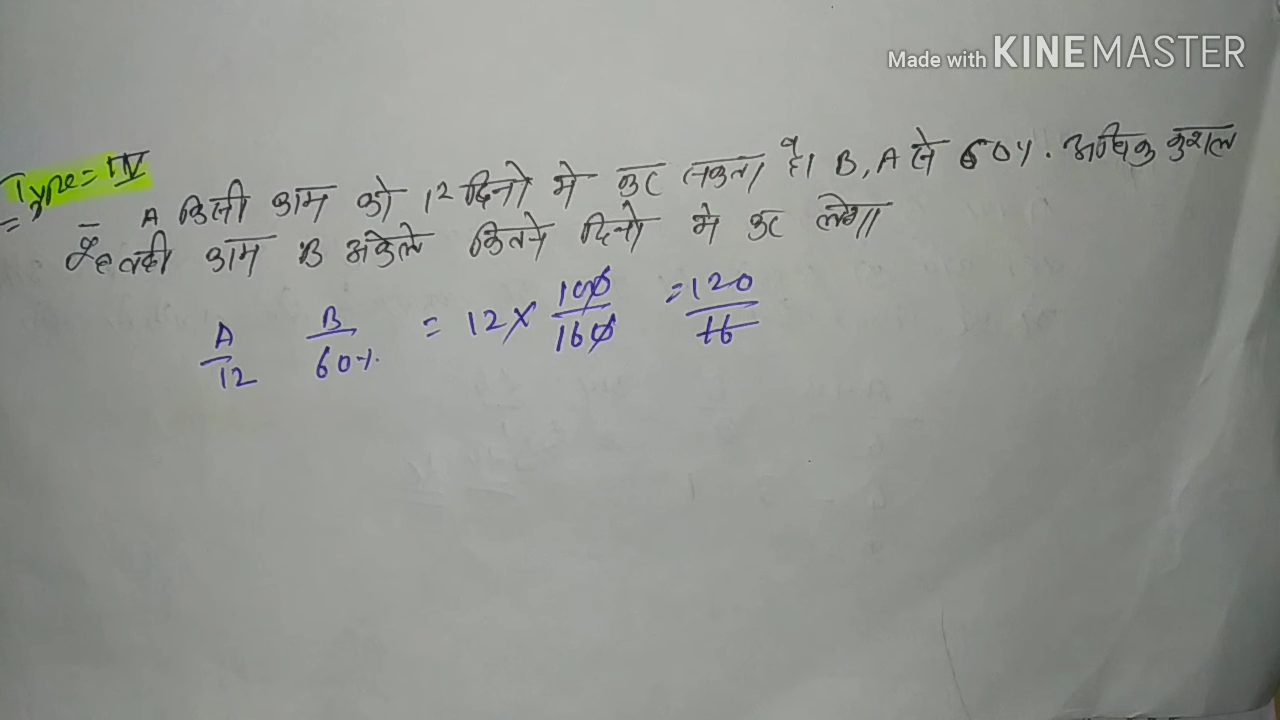 Made with KINEMASTER
Type = IV
A किसी काम को 12 दिनो मे कर सकता है। B, A से 60% अधिक कुशल
है वही काम B अकेले कितने दिनो मे कर लेगा
A/12 B/60% = 12 × 100/160 = 120/16